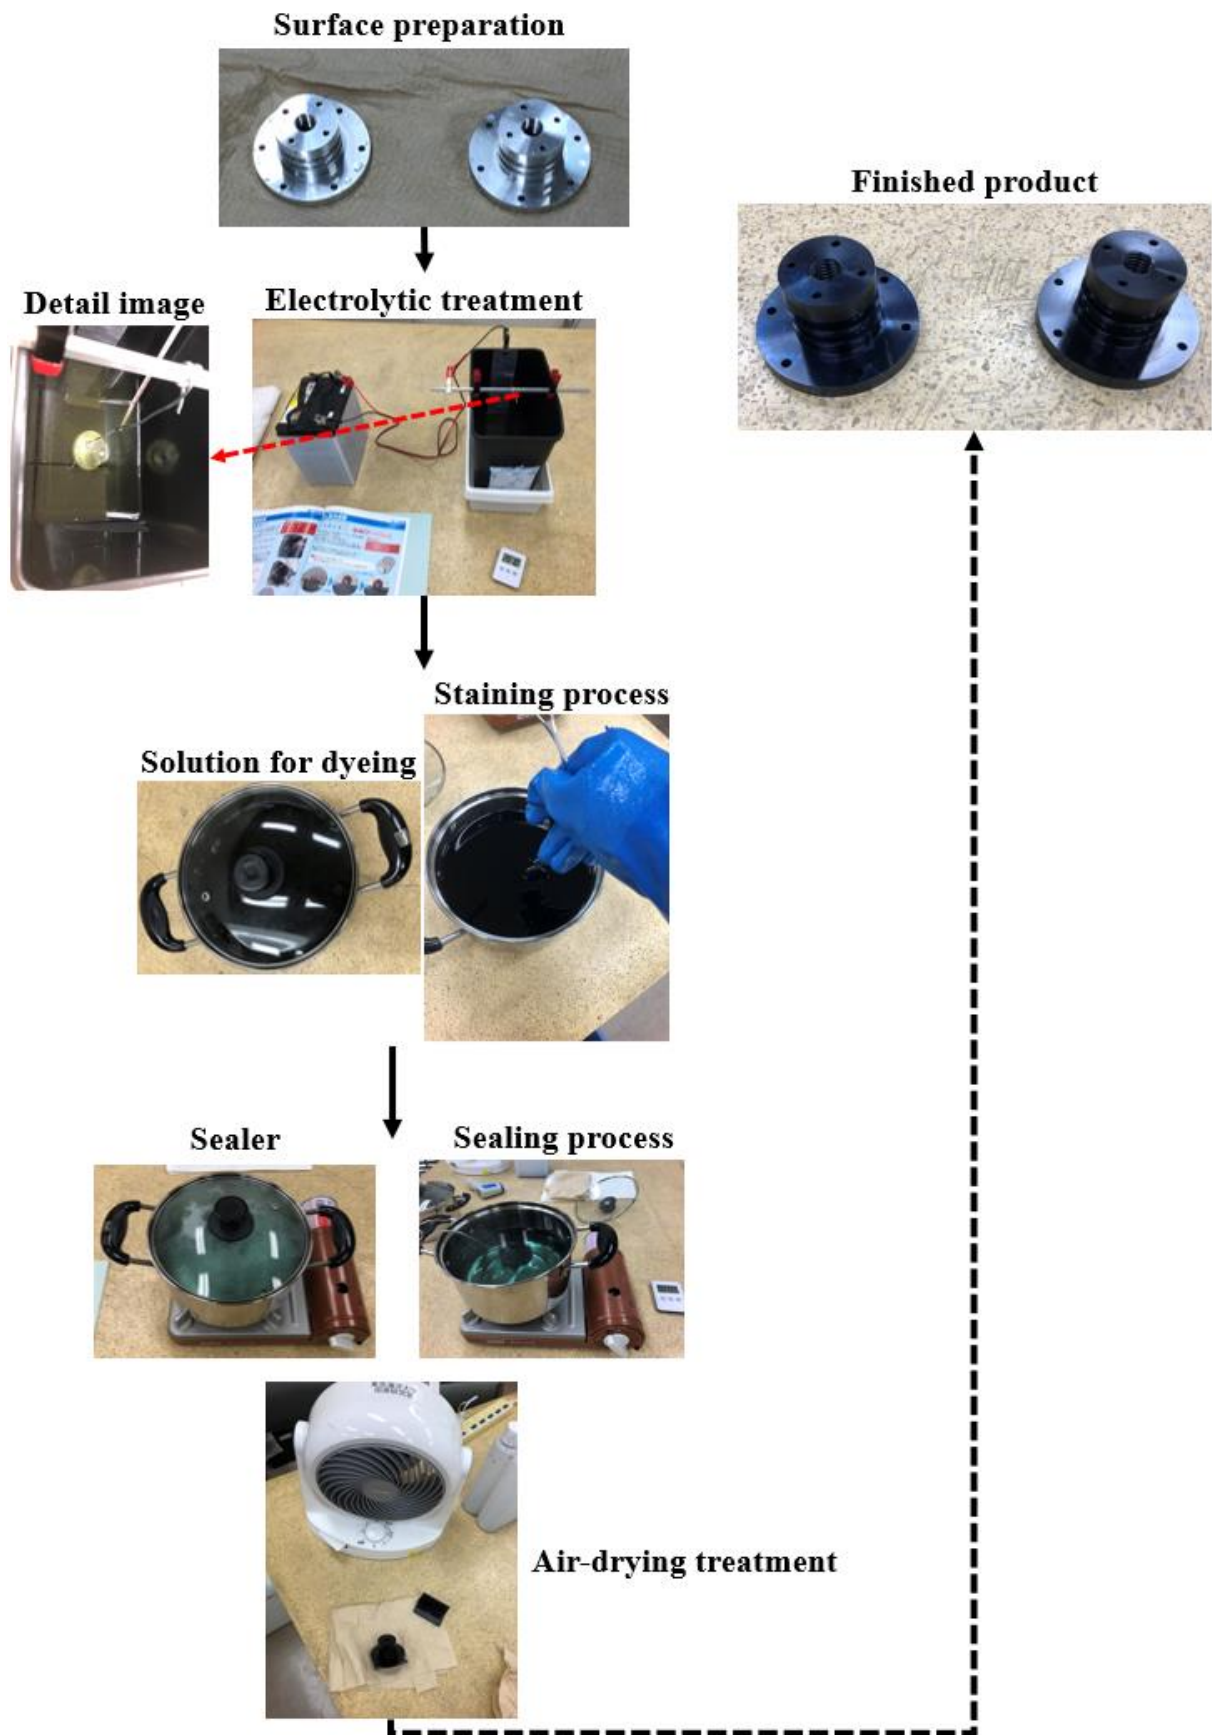 Surface preparation
Finished product
Detail image
Electrolytic treatment
Staining process
Solution for dyeing
Sealer
Sealing process
Air-drying treatment